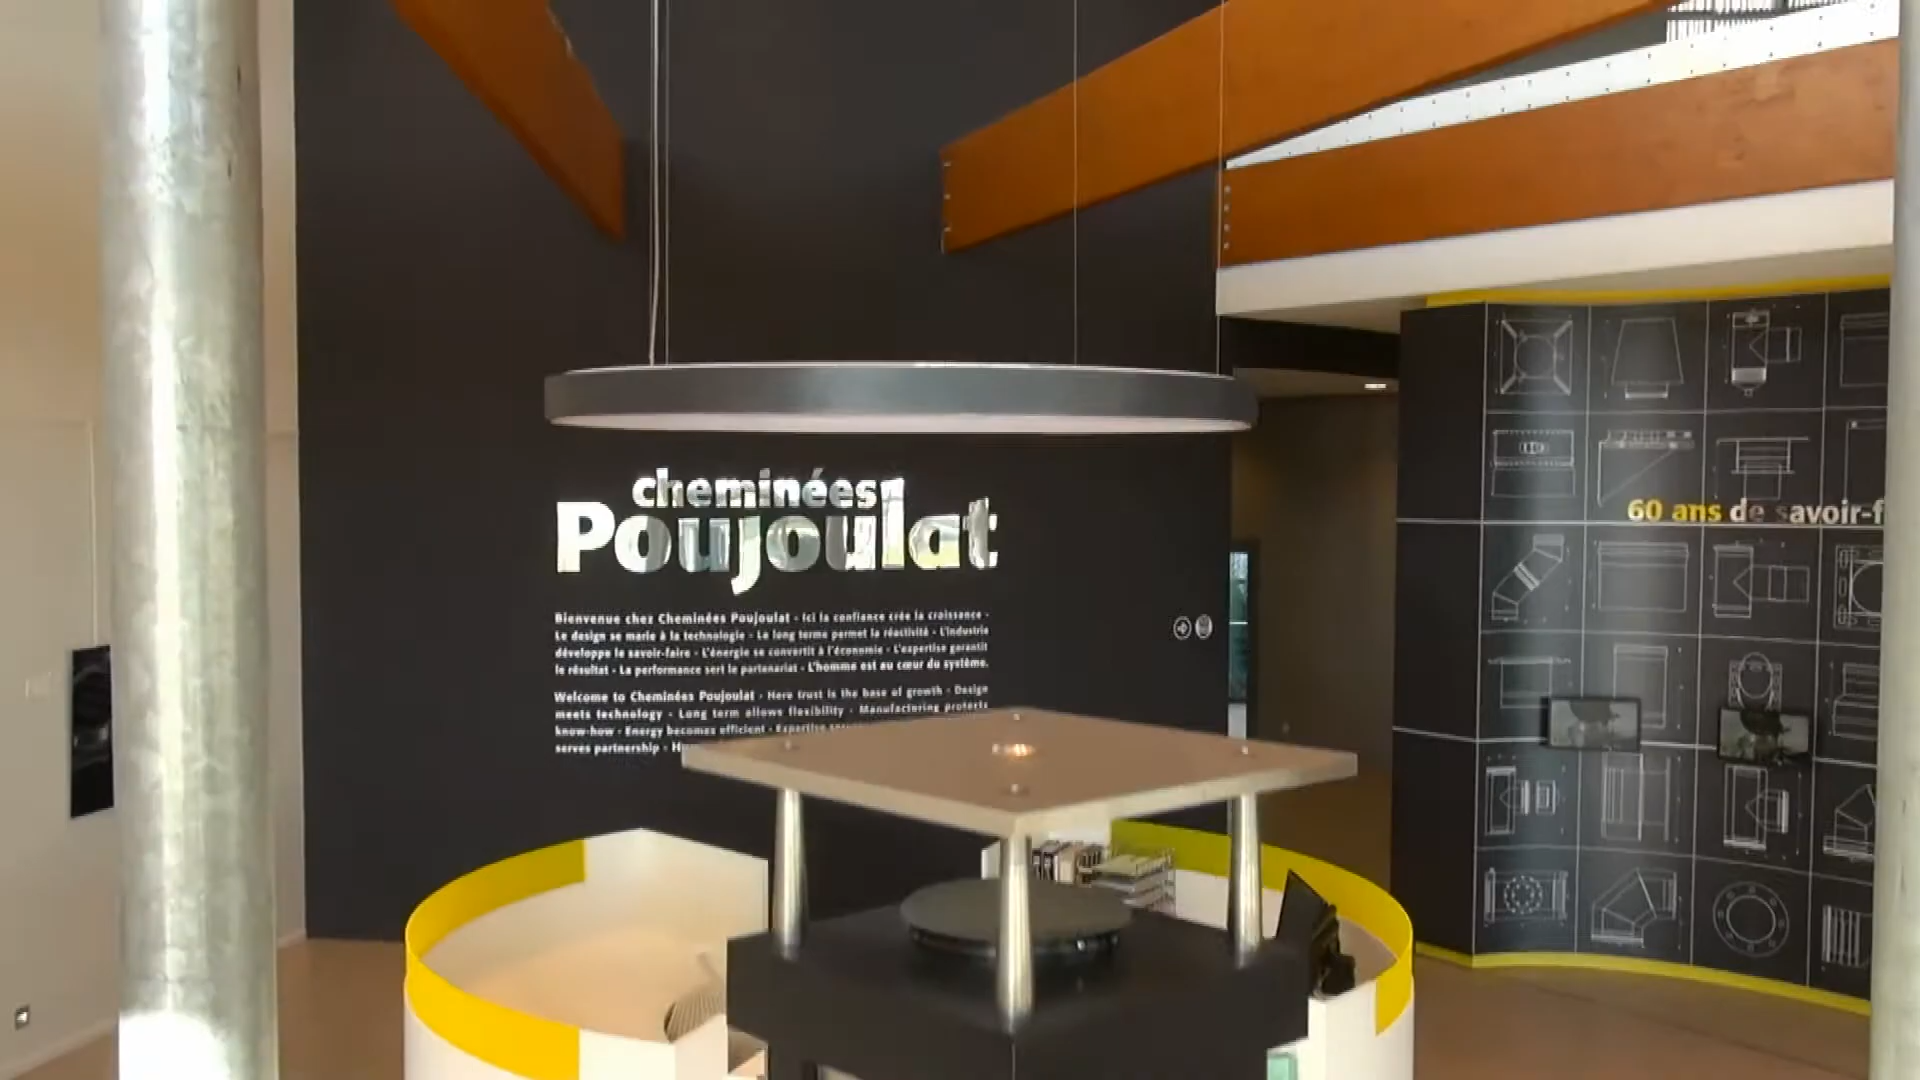 cheminées
Poujoulat
60 ans de savoir-f
Bienvenue chez Cheminées Poujoulat - Ici la confiance crée la croissance -
Le design se marie à la technologie - Le long terme permet la réactivité - L'industrie
développe le savoir-faire - L'énergie se convertit à l'économie - L'expertise garantit
le résultat - La performance sert le partenariat - L'homme est au cœur du système.
Welcome to Cheminées Poujoulat - Here trust is the base of growth - Design
meets technology - Long term allows flexibility - Manufacturing protects
know-how - Energy becomes efficient - Expertise
serves partnership -